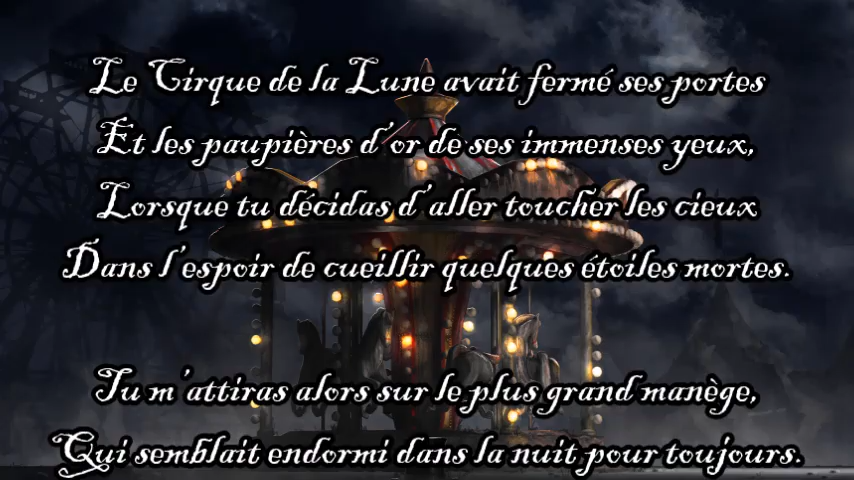 Le Cirque de la Lune avait fermé ses portes
Et les paupières d'or de ses immenses yeux,
Lorsque tu décidas d'aller toucher les cieux
Dans l'espoir de cueillir quelques étoiles mortes.
Tu m'attiras alors sur le plus grand manège,
Qui semblait endormi dans la nuit pour toujours.